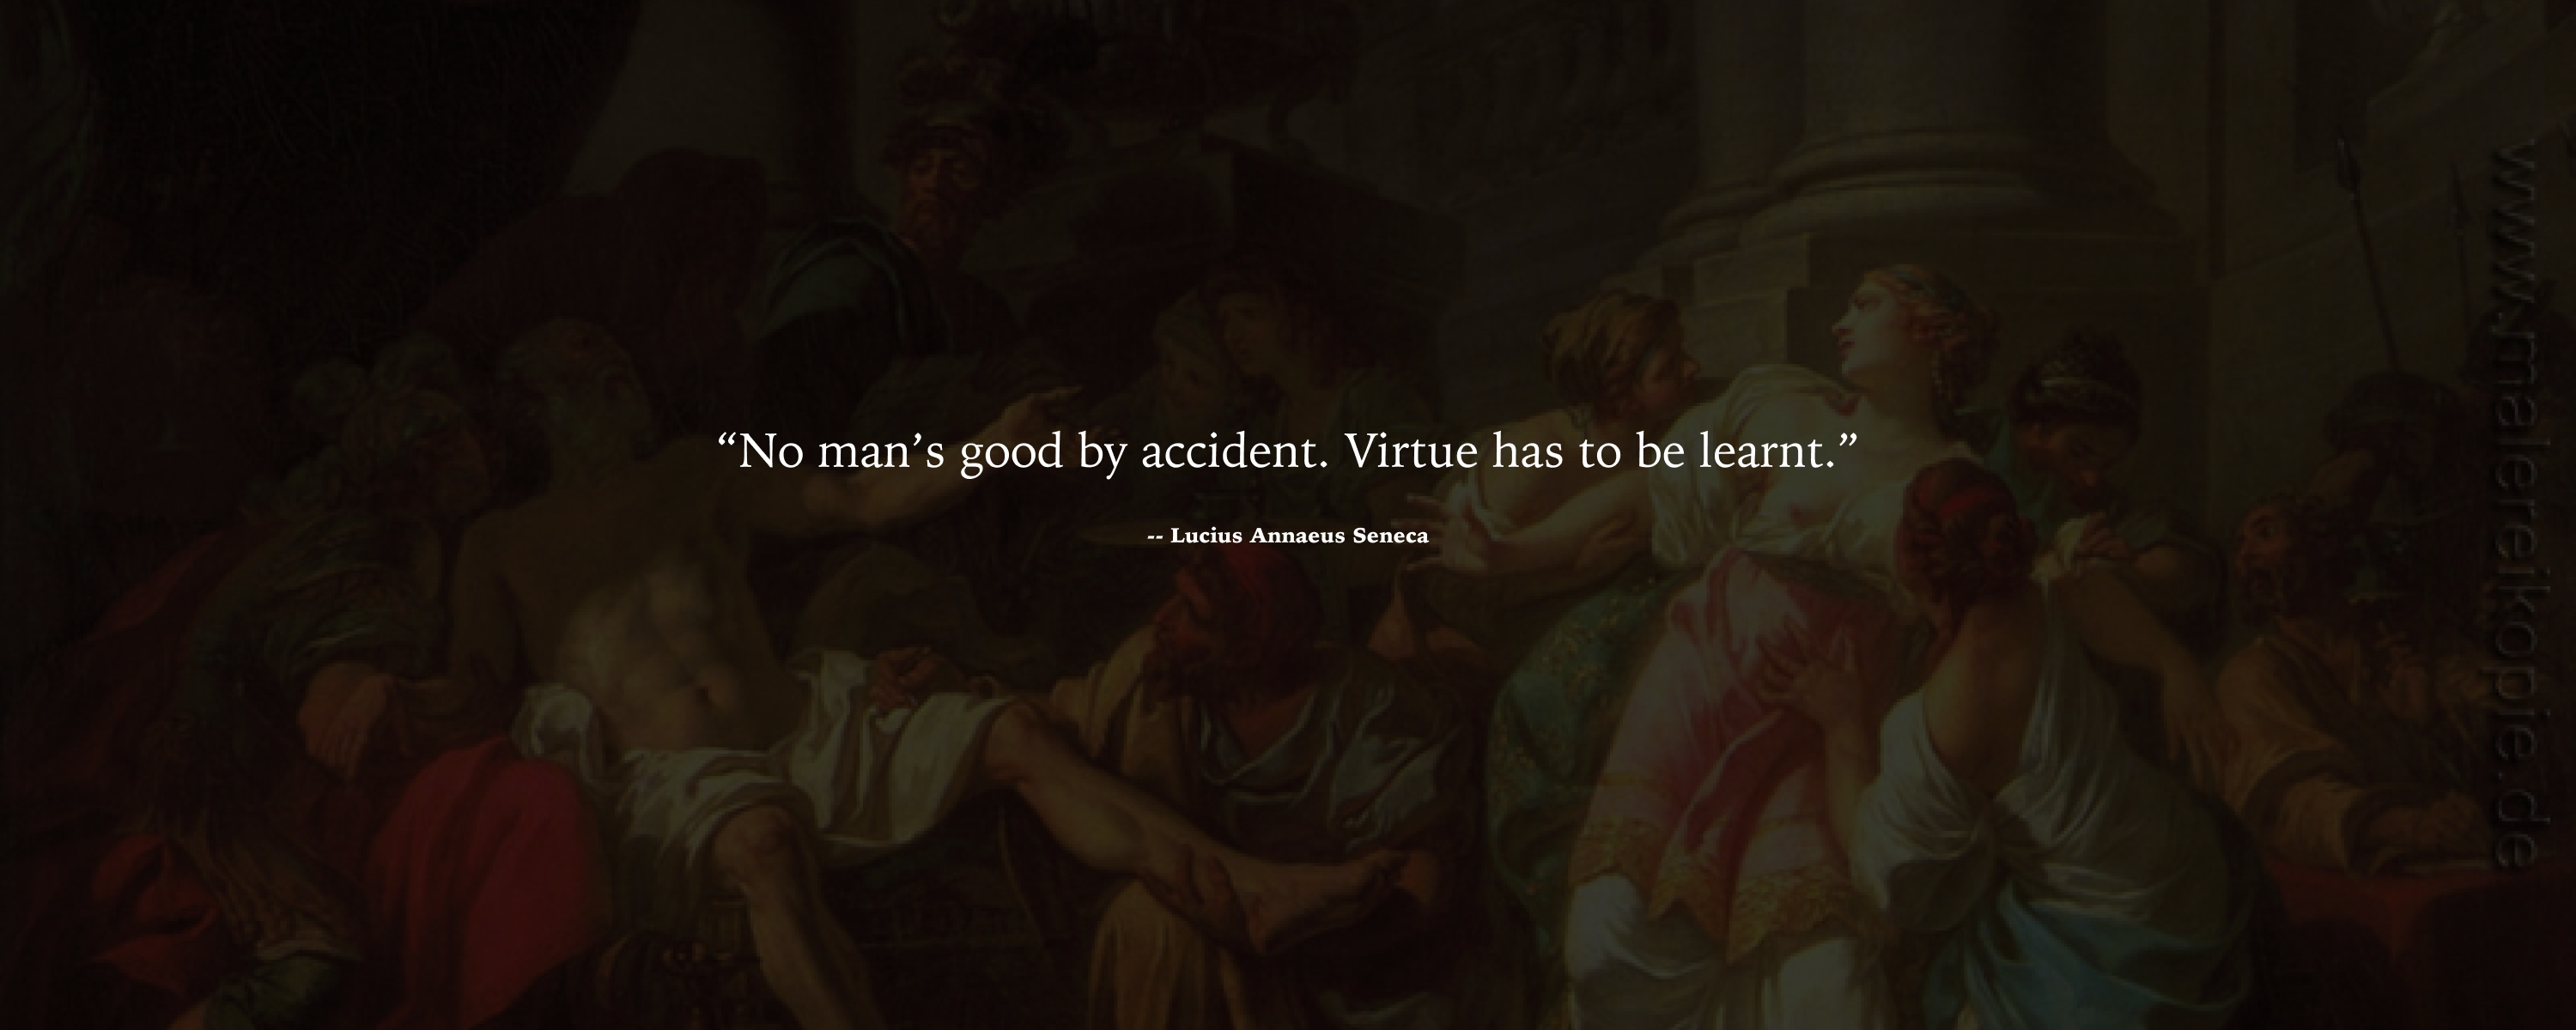 “No man’s good by accident. Virtue has to be learnt.”
-- Lucius Annaeus Seneca
www.malereikopie.de